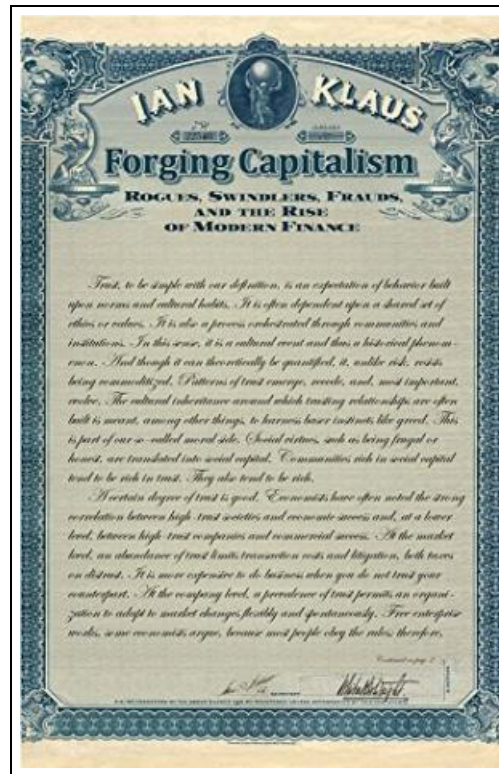 IAN KLAUS
Forging Capitalism
ROGUES, SWINDLERS, FRAUDS,
AND THE RISE
OF MODERN FINANCE
Trust, to be simple with our definition, is an expectation of behavior built
upon norms and cultural habits. It is often dependent upon a shared set of
ethics or values. It is also a process orchestrated through communities and
institutions. In this sense, it is a cultural event and thus a historical phenom-
enon. And though it can theoretically be quantified, it, unlike risk, resists
being commoditized. Patterns of trust emerge, recede, and, most important,
evolve. The cultural inheritance around which trusting relationships are often
built is meant, among other things, to harness baser instincts like greed. This
is part of our so-called moral side. Social virtues, such as being frugal or
honest, are translated into social capital. Communities rich in social capital
tend to be rich in trust. They also tend to be rich.
A certain degree of trust is good. Economists have often noted the strong
correlation between high-trust societies and economic success and, at a lower
level, between high-trust companies and commercial success. At the market
level, an abundance of trust limits transaction costs and litigation, both taxes
on distrust. It is more expensive to do business when you do not trust your
counterpart. At the company level, a prevalence of trust permits an organi-
zation to adapt to market changes flexibly and spontaneously. Free enterprise
works, some economists argue, because most people obey the rules; therefore,